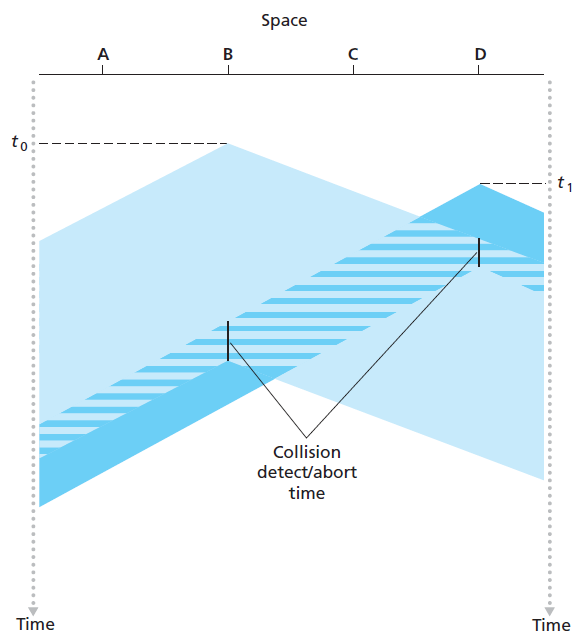 Space
A B C D
t0
t1
Collision
detect/abort
time
Time Time